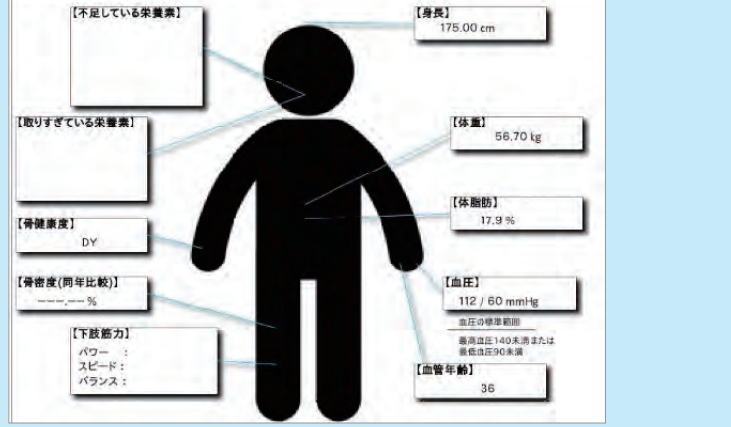 【不足している栄養素】
【身長】
175.00 cm
【取りすぎている栄養素】
【体重】
56.70 kg
【体脂肪】
17.9 %
【骨健康度】
DY
【骨密度(同年比較)】
---.-- %
【血圧】
112 / 60 mmHg
血圧の標準範囲
最高血圧140未満または
最低血圧90未満
【下肢筋力】
パワー :
スピード :
バランス :
【血管年齢】
36